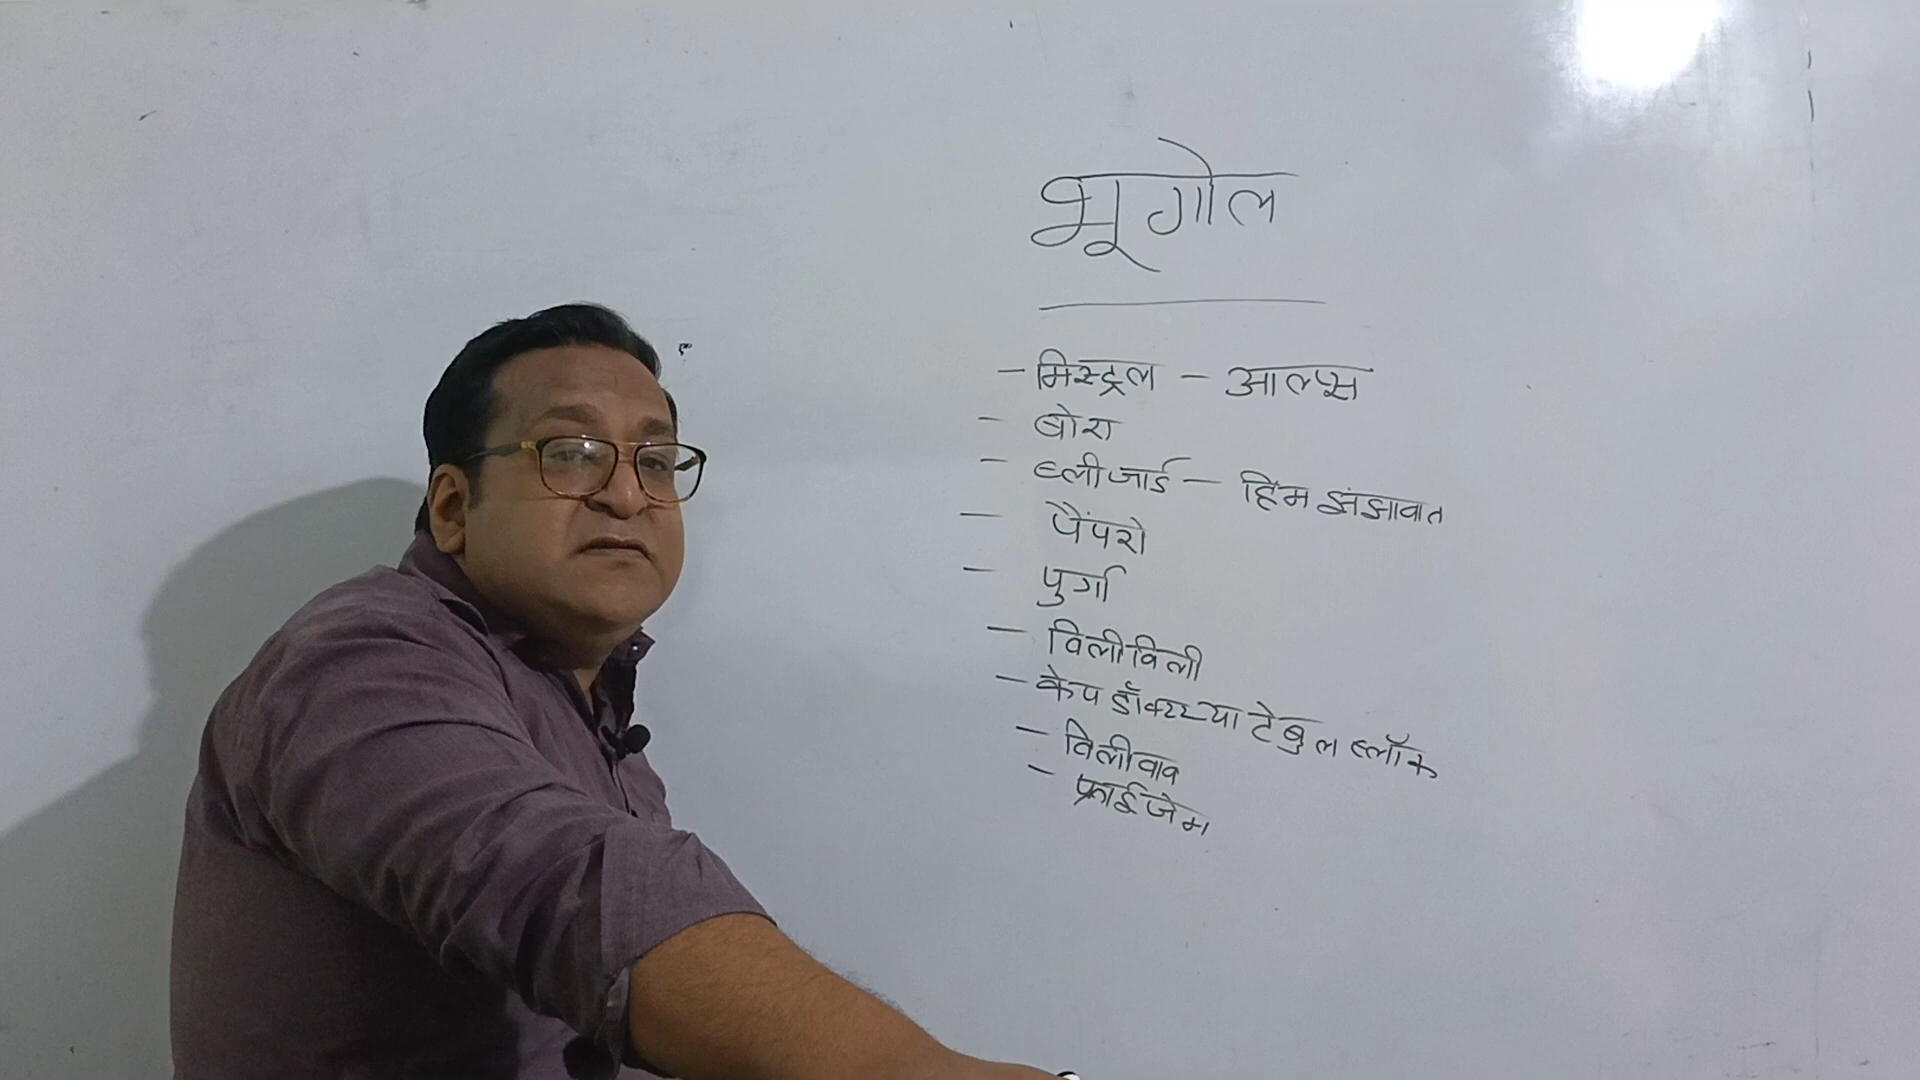 भूगोल
- मिस्ट्रल - आल्प्स
- बोरा
- ब्लीजार्ड - हिम झंझावात
- पैंपरो
- पुर्गा
- विलीविली
- केप डॉक्टर या टेबुल ब्लॉक
- विलीवाव
- फ्राईजेम